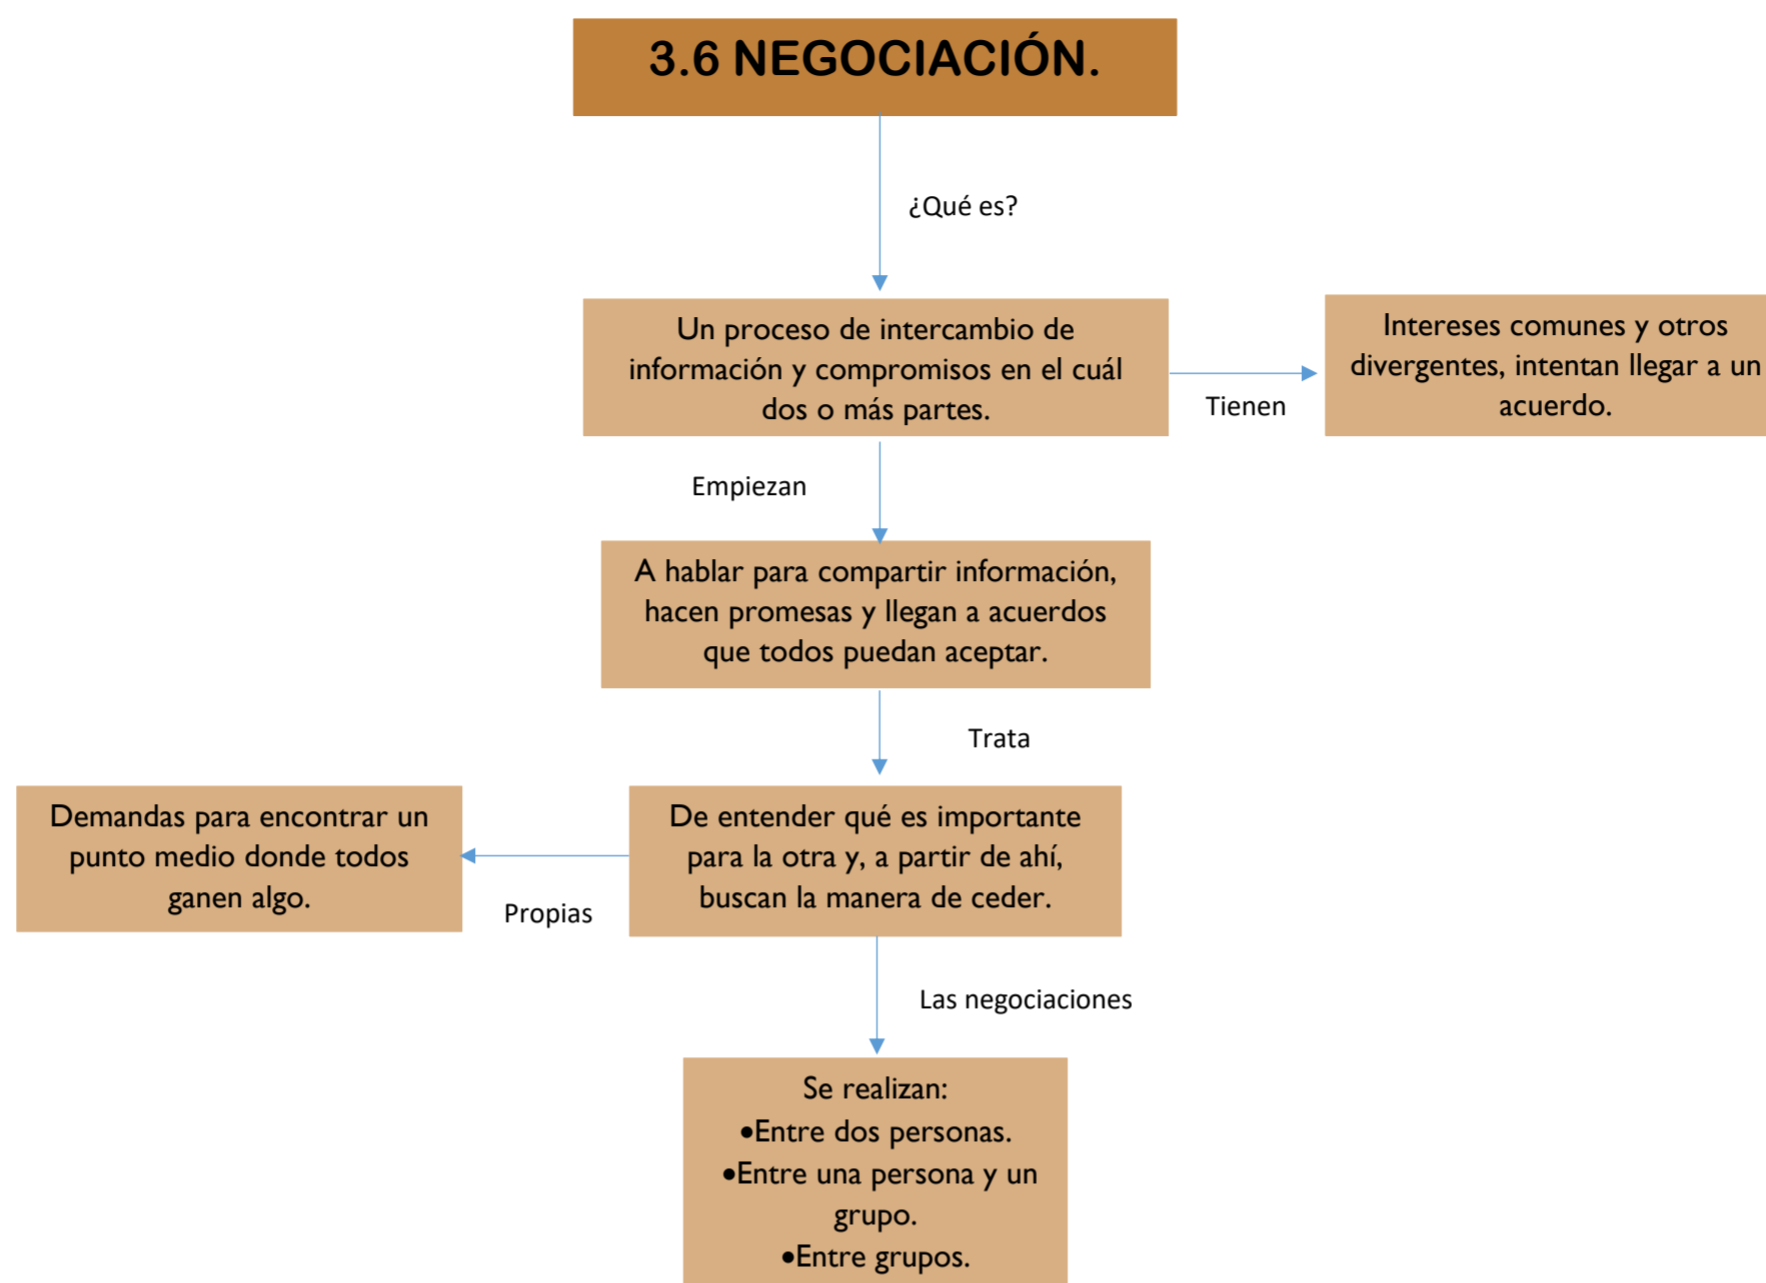 3.6 NEGOCIACIÓN.
¿Qué es?
Un proceso de intercambio de
información y compromisos en el cuál
dos o más partes.
Tienen
Intereses comunes y otros
divergentes, intentan llegar a un
acuerdo.
Empiezan
A hablar para compartir información,
hacen promesas y llegan a acuerdos
que todos puedan aceptar.
Trata
De entender qué es importante
para la otra y, a partir de ahí,
buscan la manera de ceder.
Propias
Demandas para encontrar un
punto medio donde todos
ganen algo.
Las negociaciones
Se realizan:
•Entre dos personas.
•Entre una persona y un
grupo.
•Entre grupos.